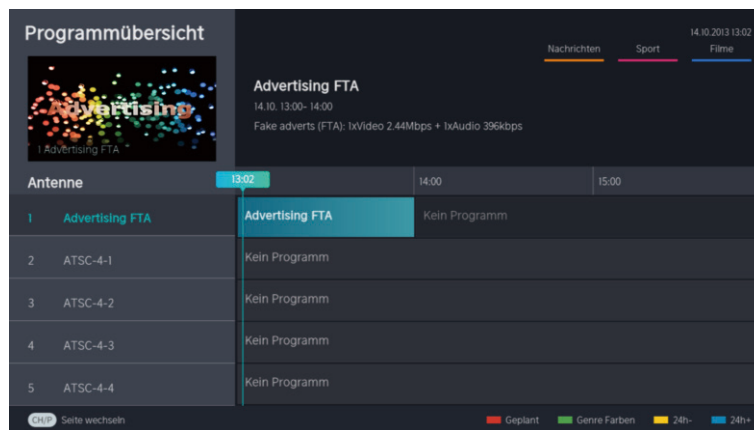 Programmübersicht
14.10.2013 13:02
Nachrichten Sport Filme
Advertising
1 Advertising FTA
Advertising FTA
14.10. 13:00- 14:00
Fake adverts (FTA): 1xVideo 2.44Mbps + 1xAudio 396kbps
Antenne 13:02 14:00 15:00
1 Advertising FTA Advertising FTA Kein Programm
2 ATSC-4-1 Kein Programm
3 ATSC-4-2 Kein Programm
4 ATSC-4-3 Kein Programm
5 ATSC-4-4 Kein Programm
CH/P Seite wechseln Geplant Genre Farben 24h- 24h+